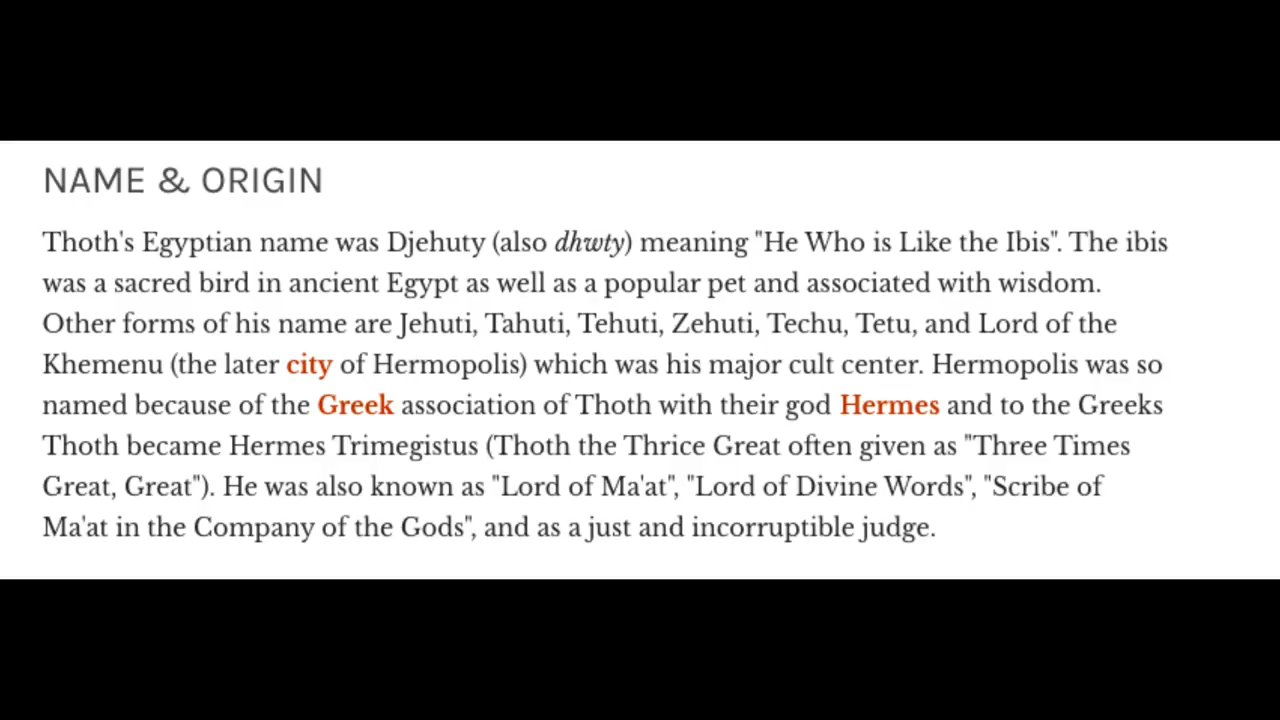 NAME & ORIGIN
Thoth's Egyptian name was Djehuty (also dhwty) meaning "He Who is Like the Ibis". The ibis
was a sacred bird in ancient Egypt as well as a popular pet and associated with wisdom.
Other forms of his name are Jehuti, Tahuti, Tehuti, Zehuti, Techu, Tetu, and Lord of the
Khemenu (the later city of Hermopolis) which was his major cult center. Hermopolis was so
named because of the Greek association of Thoth with their god Hermes and to the Greeks
Thoth became Hermes Trimegistus (Thoth the Thrice Great often given as "Three Times
Great, Great"). He was also known as "Lord of Ma'at", "Lord of Divine Words", "Scribe of
Ma'at in the Company of the Gods", and as a just and incorruptible judge.